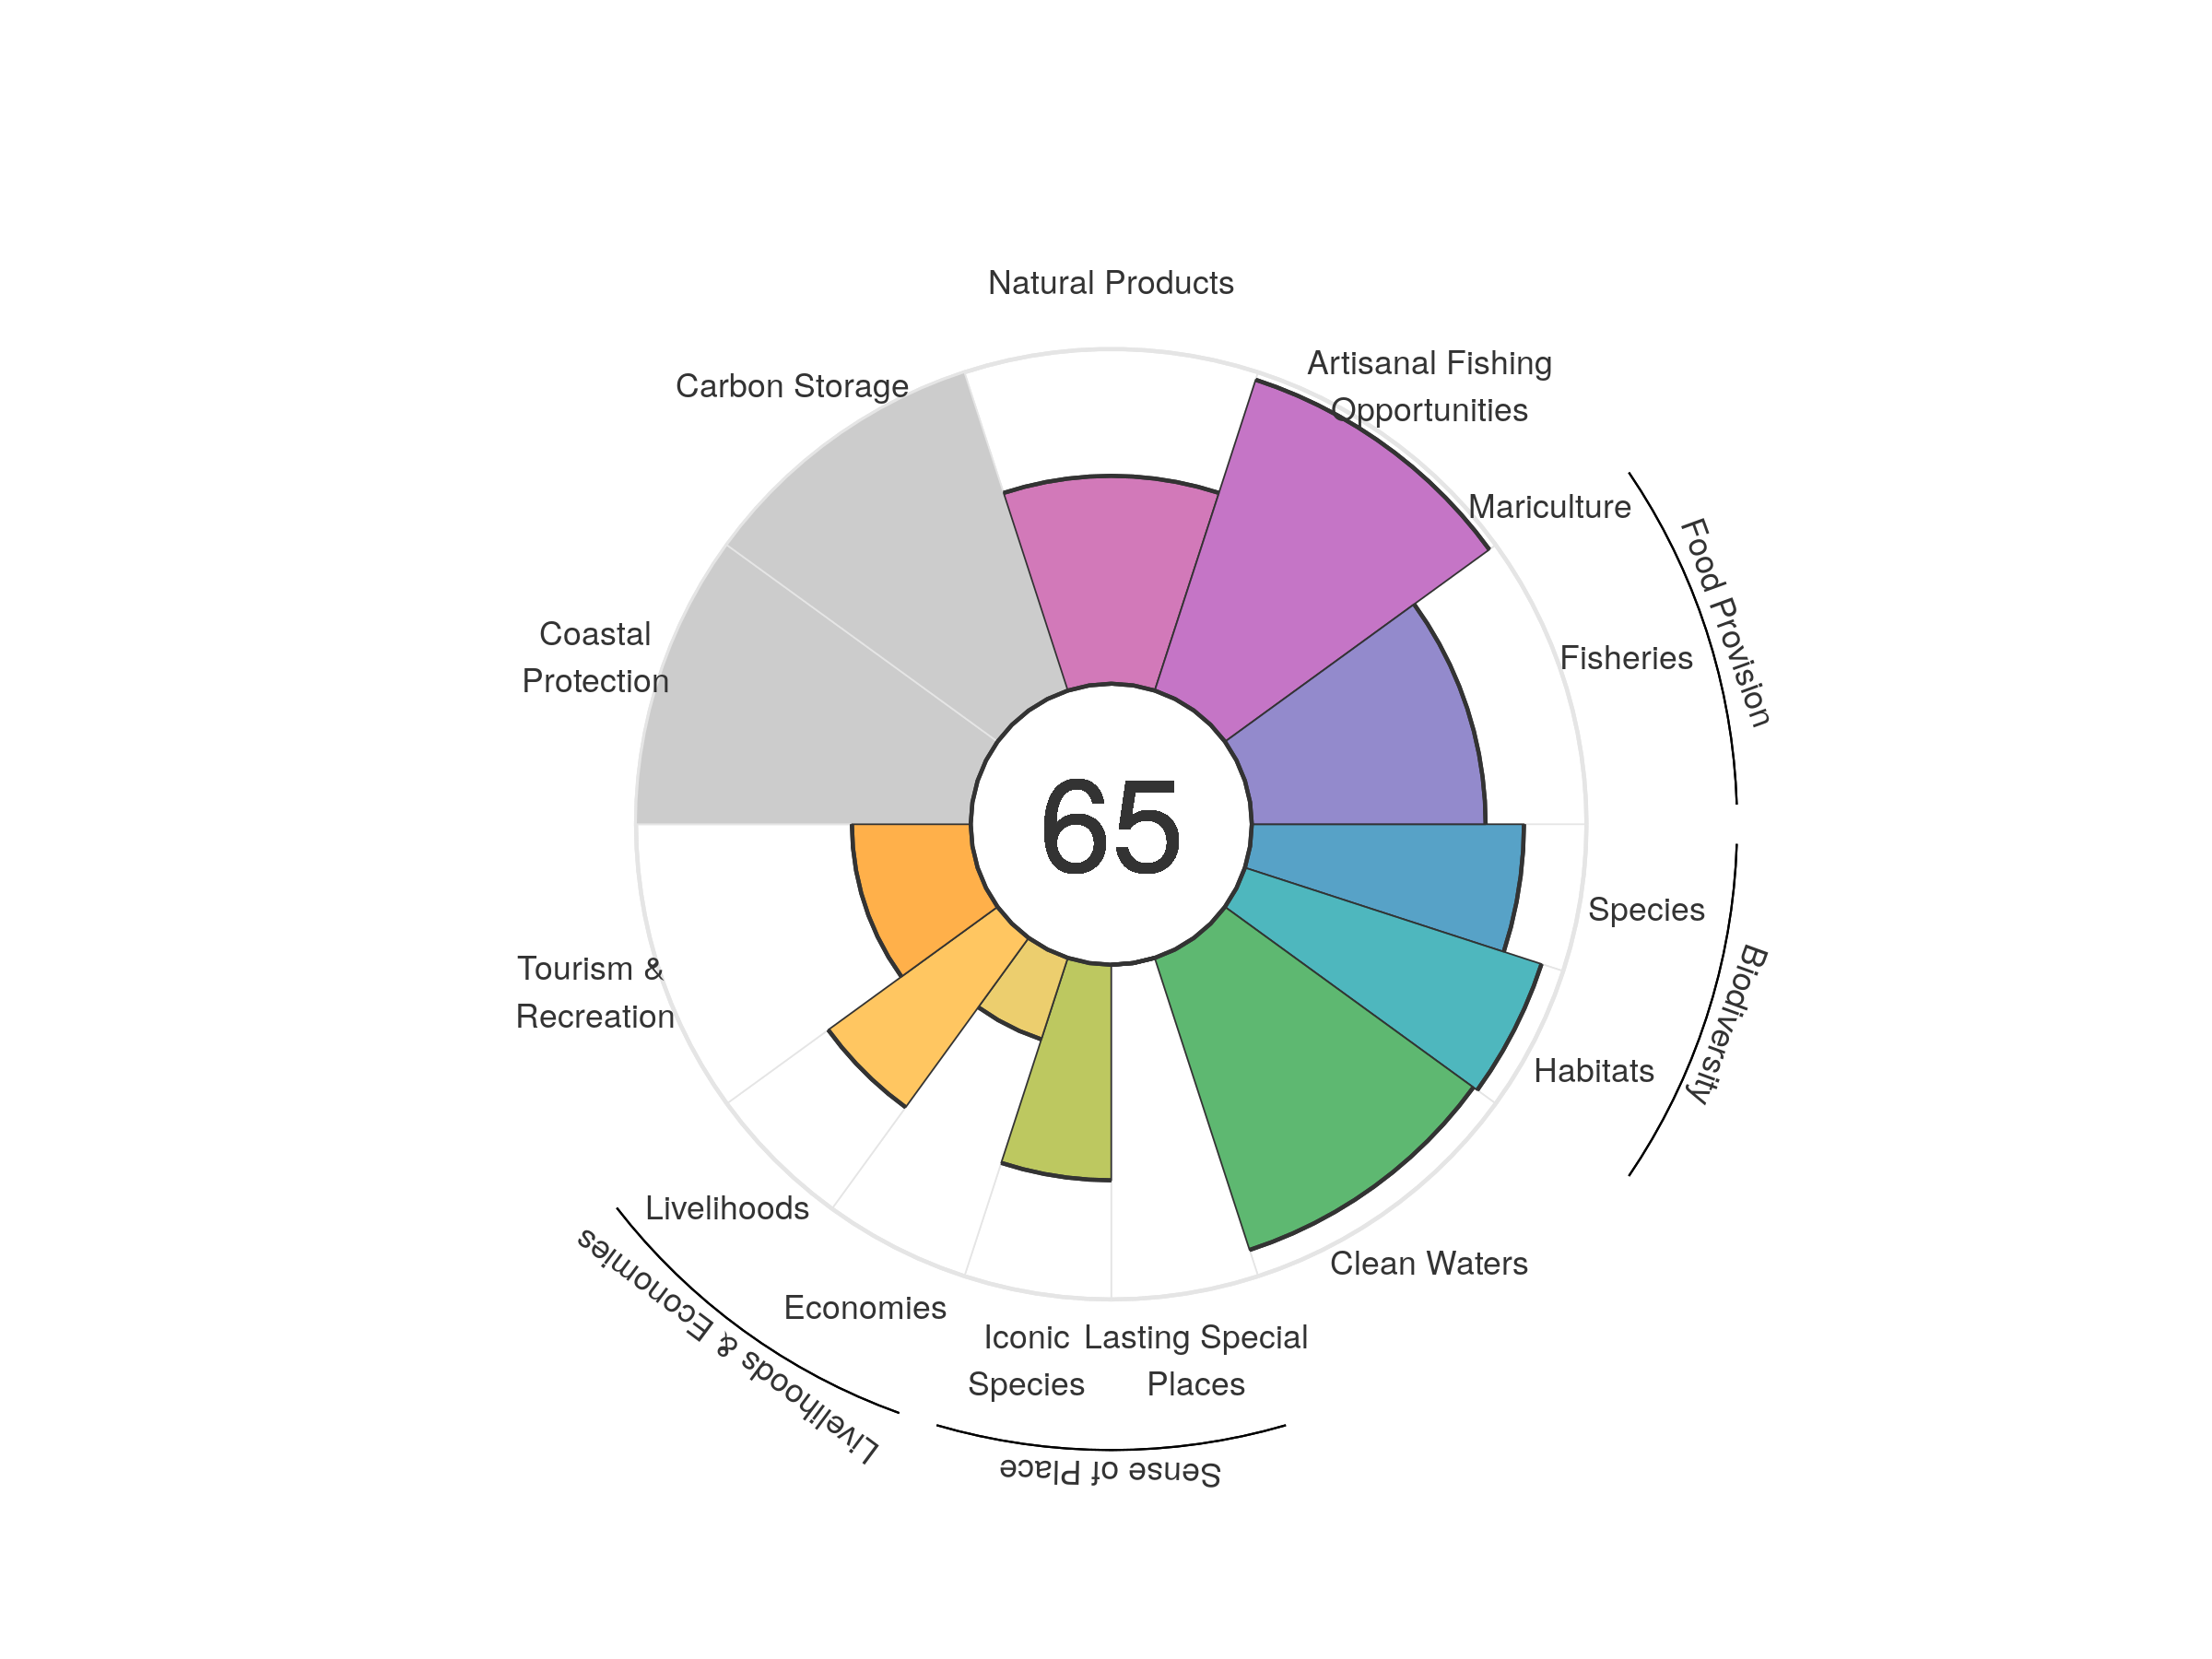 Natural Products
Artisanal Fishing
Opportunities
Carbon Storage
Mariculture
Food Provision
Coastal
Protection
Fisheries
65
Species
Biodiversity
Tourism &
Recreation
Habitats
Livelihoods
Clean Waters
Livelihoods & Economies
Economies
Iconic
Species
Lasting Special
Places
Sense of Place